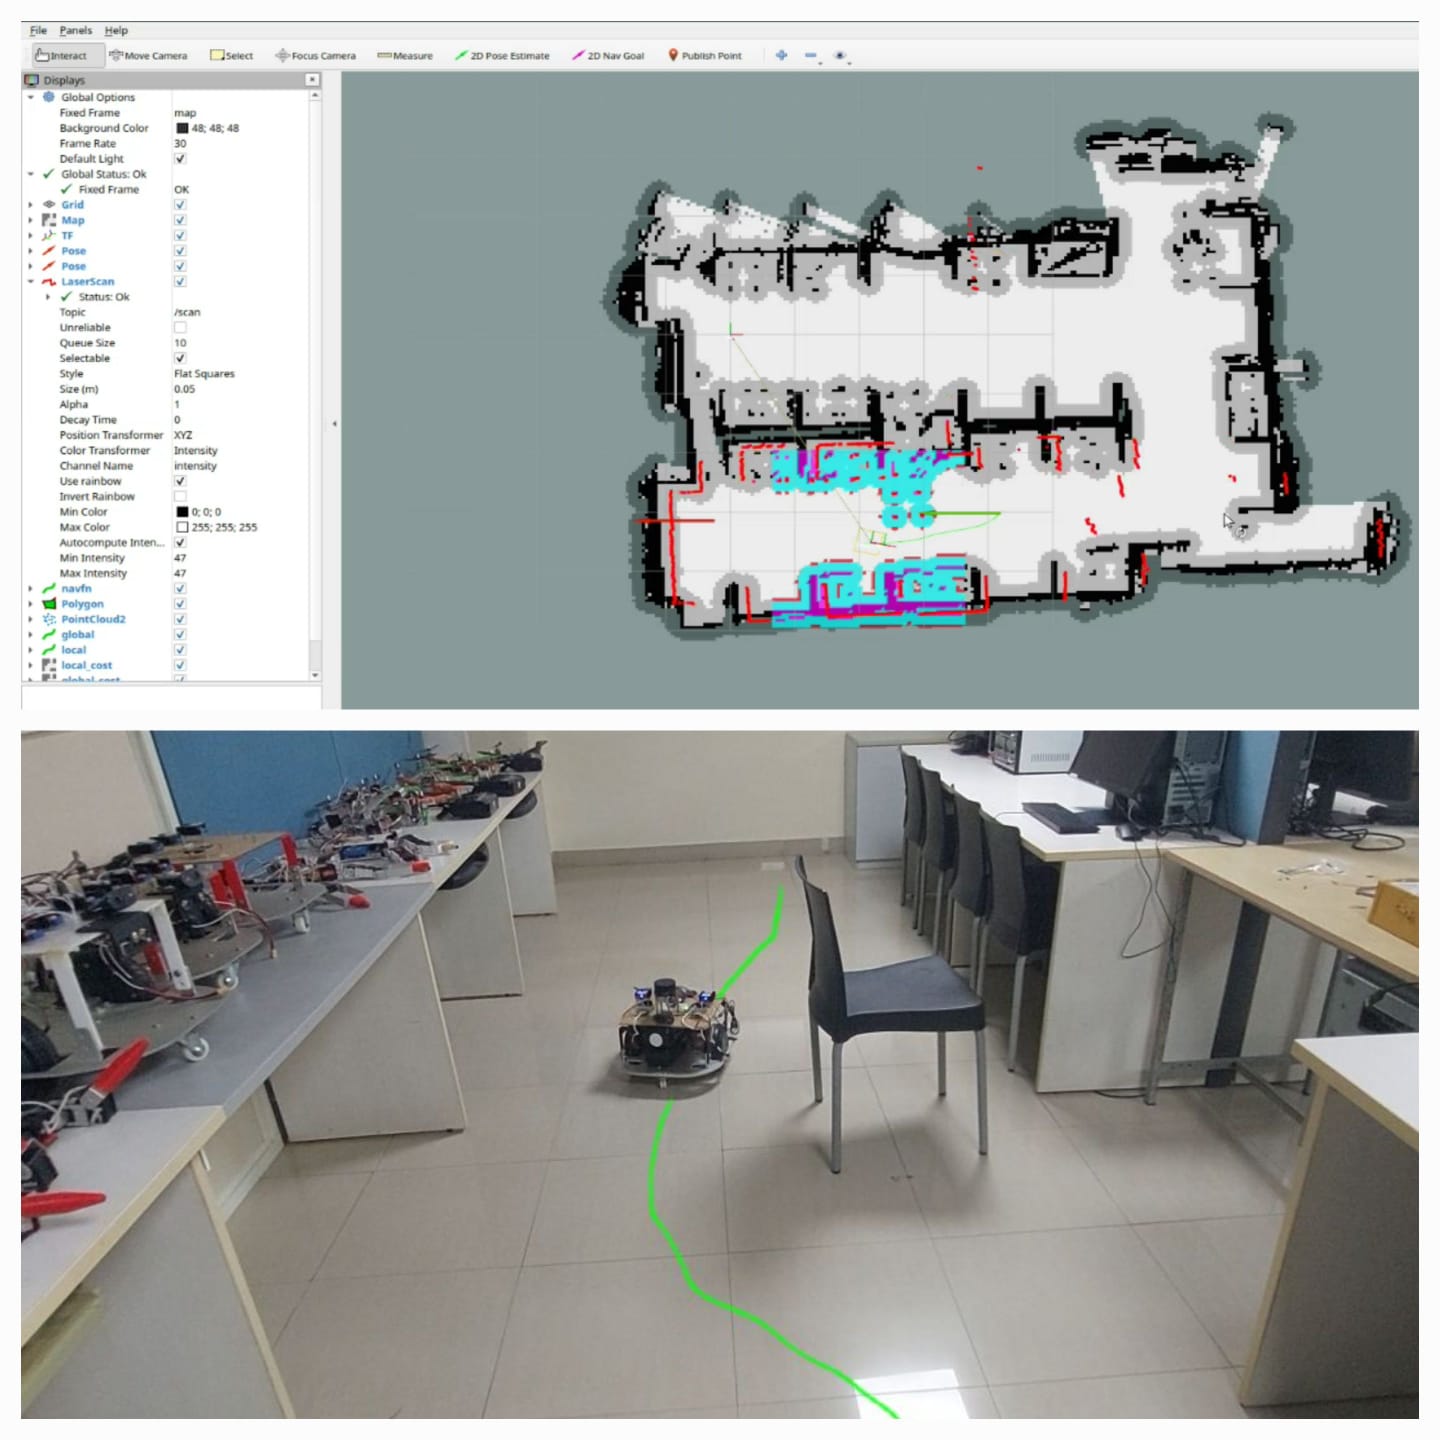 File Panels Help
Interact Move Camera Select Focus Camera Measure 2D Pose Estimate 2D Nav Goal Publish Point
Displays
Global Options
Fixed Frame map
Background Color 48; 48; 48
Frame Rate 30
Default Light
Global Status: Ok
Fixed Frame OK
Grid
Map
TF
Pose
Pose
LaserScan
Status: Ok
Topic /scan
Unreliable
Queue Size 10
Selectable
Style Flat Squares
Size (m) 0.05
Alpha 1
Decay Time 0
Position Transformer XYZ
Color Transformer Intensity
Channel Name intensity
Use rainbow
Invert Rainbow
Min Color 0; 0; 0
Max Color 255; 255; 255
Autocompute Inten...
Min Intensity 47
Max Intensity 47
navfn
Polygon
PointCloud2
global
local
local_cost
global_cost